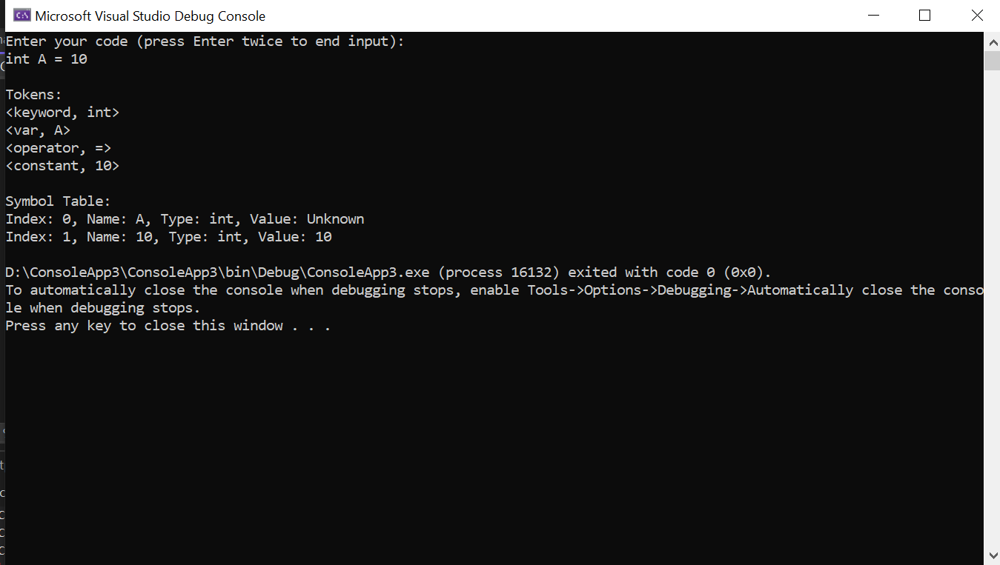 Microsoft Visual Studio Debug Console
Enter your code (press Enter twice to end input):
int A = 10
Tokens:
<keyword, int>
<var, A>
<operator, =>
<constant, 10>
Symbol Table:
Index: 0, Name: A, Type: int, Value: Unknown
Index: 1, Name: 10, Type: int, Value: 10
D:\ConsoleApp3\ConsoleApp3\bin\Debug\ConsoleApp3.exe (process 16132) exited with code 0 (0x0).
To automatically close the console when debugging stops, enable Tools->Options->Debugging->Automatically close the conso
le when debugging stops.
Press any key to close this window . . .